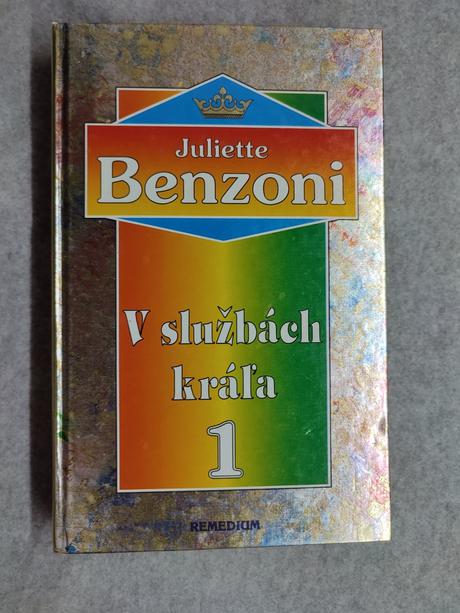 Juliette
Benzoni
V službách
kráľa
1
REMEDIUM